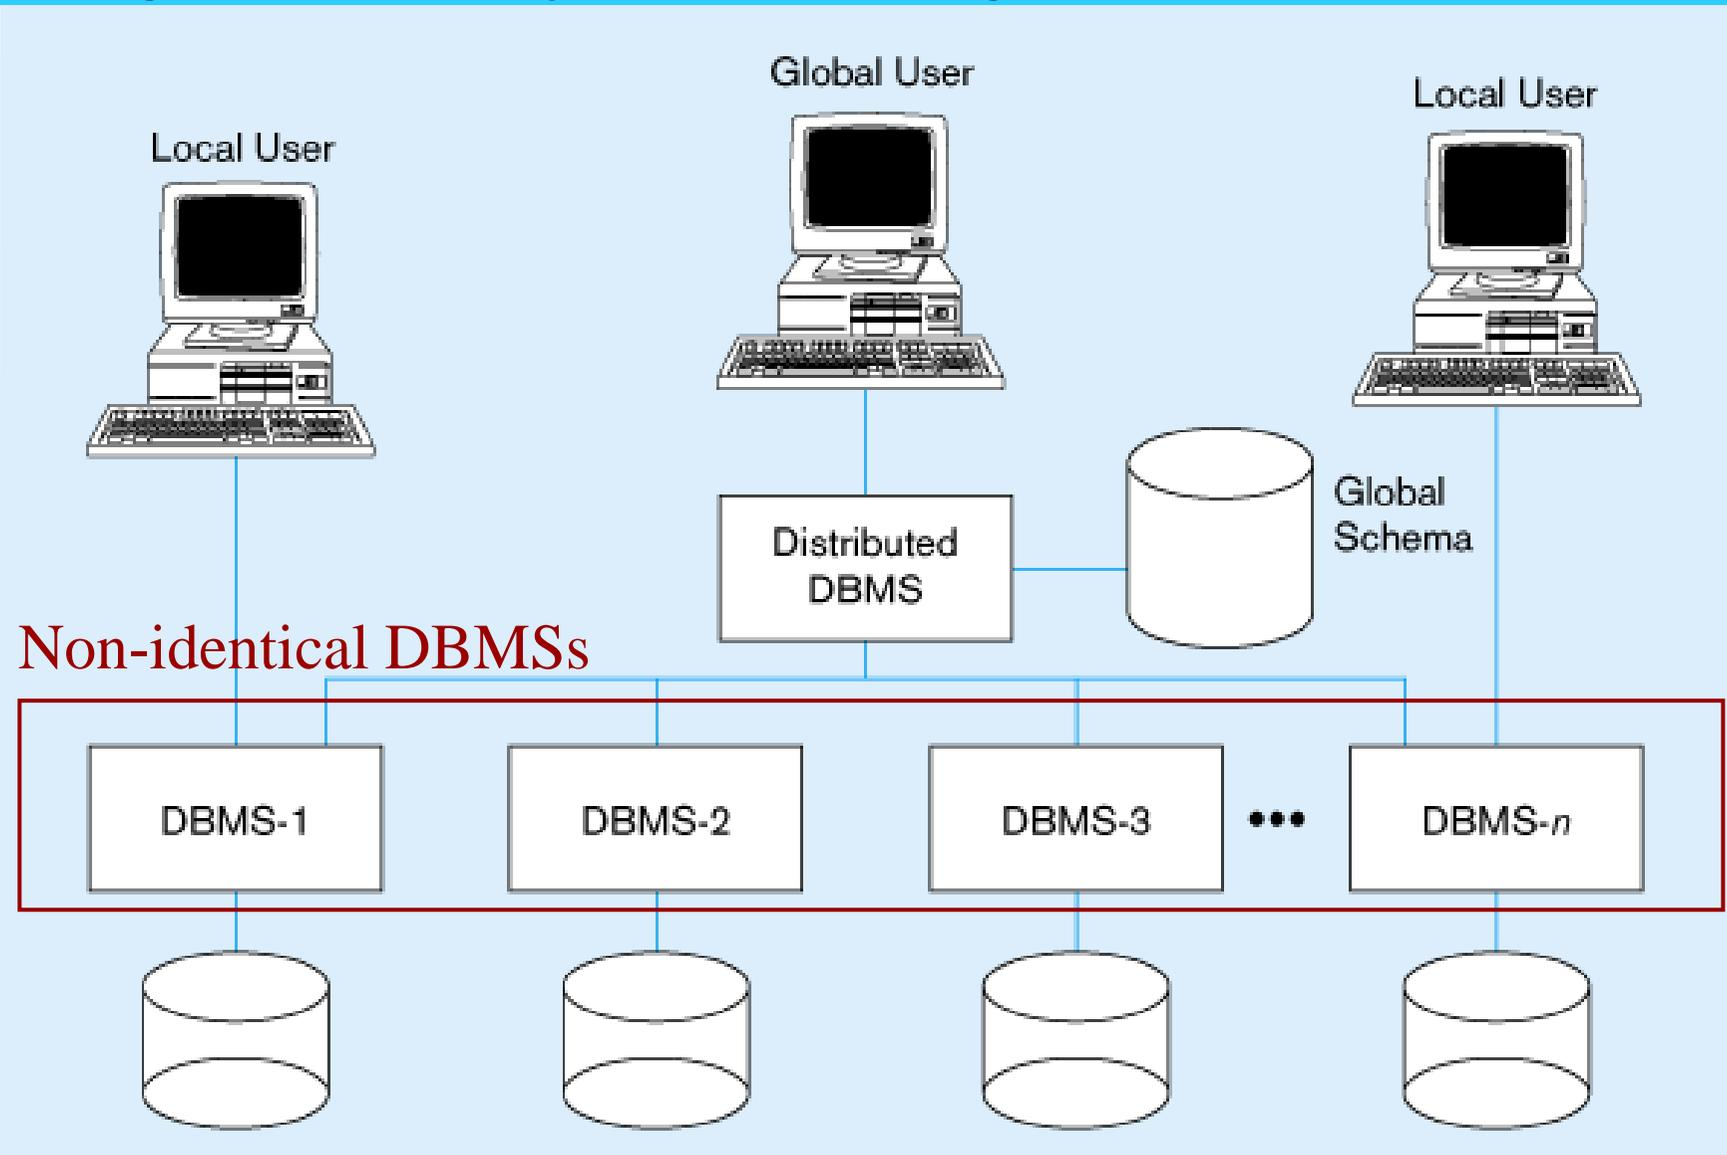 Global User
Local User
Local User
Distributed
DBMS
Global
Schema
Non-identical DBMSs
DBMS-1
DBMS-2
DBMS-3
•••
DBMS-n